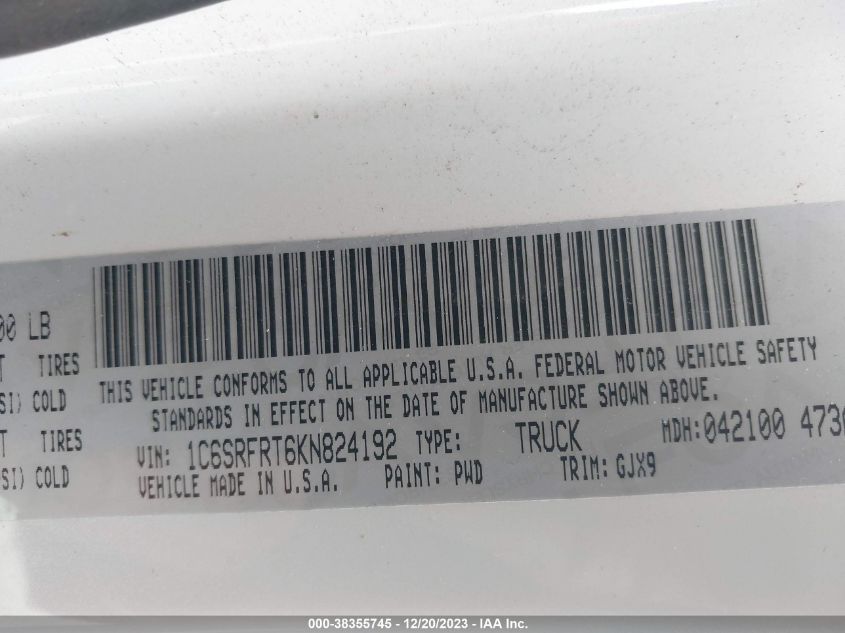 00 LB
TIRES
THIS VEHICLE CONFORMS TO ALL APPLICABLE U.S.A. FEDERAL MOTOR VEHICLE SAFETY
SI) COLD
STANDARDS IN EFFECT ON THE DATE OF MANUFACTURE SHOWN ABOVE.
TIRES
VIN: 1C6SRFRT6KN824192 TYPE: TRUCK MDH:042100 473
SI) COLD
VEHICLE MADE IN U.S.A. PAINT: PWD TRIM: GJX9
000-38355745 - 12/20/2023 - IAA Inc.